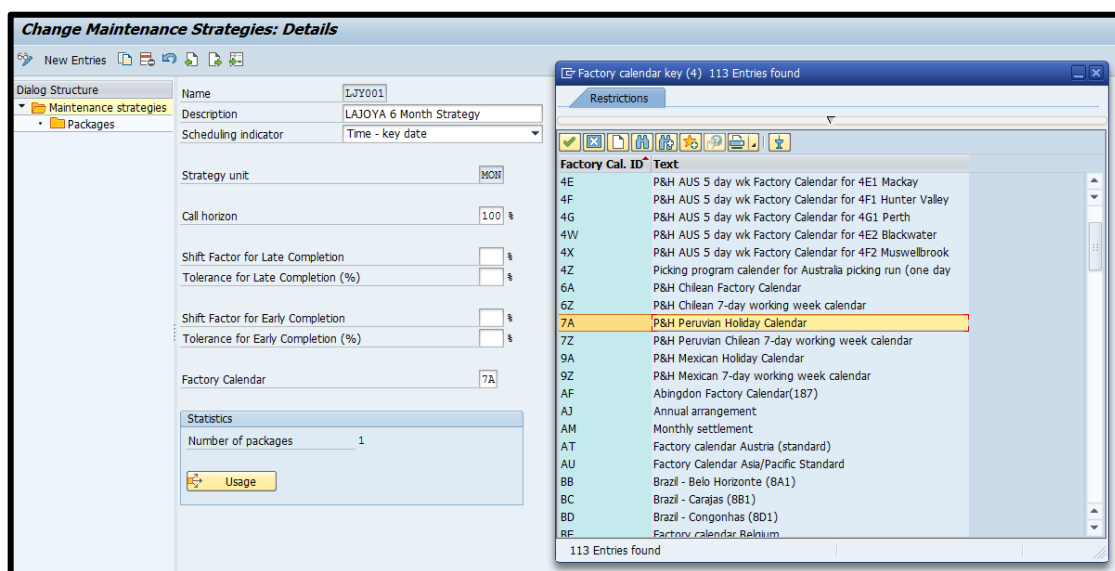 Change Maintenance Strategies: Details
New Entries
Dialog Structure
Maintenance strategies
Packages
Name LJY001
Description LAJOYA 6 Month Strategy
Scheduling indicator Time - key date
Strategy unit MON
Call horizon 100 %
Shift Factor for Late Completion %
Tolerance for Late Completion (%) %
Shift Factor for Early Completion %
Tolerance for Early Completion (%) %
Factory Calendar 7A
Statistics
Number of packages 1
Usage
Factory calendar key (4) 113 Entries found
Restrictions
Factory Cal. ID Text
4E P&H AUS 5 day wk Factory Calendar for 4E1 Mackay
4F P&H AUS 5 day wk Factory Calendar for 4F1 Hunter Valley
4G P&H AUS 5 day wk Factory Calendar for 4G1 Perth
4W P&H AUS 5 day wk Factory Calendar for 4E2 Blackwater
4X P&H AUS 5 day wk Factory Calendar for 4F2 Muswellbrook
4Z Picking program calender for Australia picking run (one day
6A P&H Chilean Factory Calendar
6Z P&H Chilean 7-day working week calendar
7A P&H Peruvian Holiday Calendar
7Z P&H Peruvian Chilean 7-day working week calendar
9A P&H Mexican Holiday Calendar
9Z P&H Mexican 7-day working week calendar
AF Abingdon Factory Calendar(187)
AJ Annual arrangement
AM Monthly settlement
AT Factory calendar Austria (standard)
AU Factory Calendar Asia/Pacific Standard
BB Brazil - Belo Horizonte (8A1)
BC Brazil - Carajas (8B1)
BD Brazil - Congonhas (8D1)
BE Factory calendar Belgium
113 Entries found